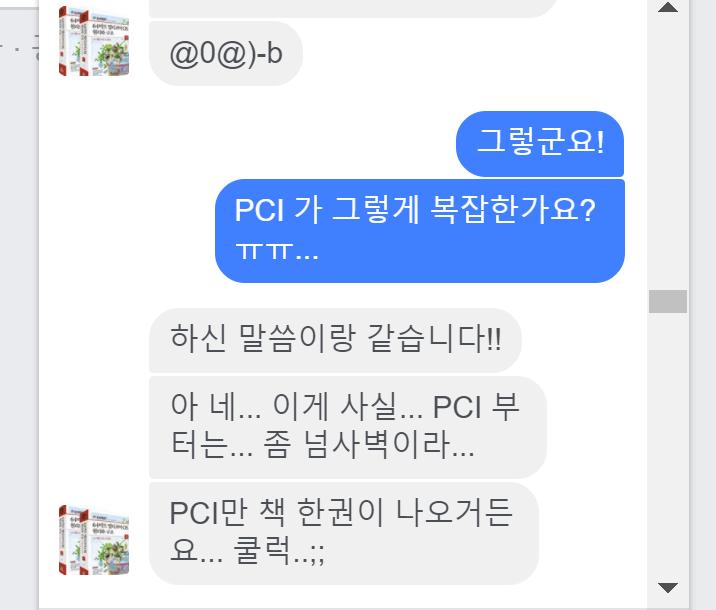 @0@)-b
그렇군요!
PCI 가 그렇게 복잡한가요?
ㅠㅠ...
하신 말씀이랑 같습니다!!
아 네... 이게 사실... PCI 부
터는... 좀 넘사벽이라...
PCI만 책 한권이 나오거든
요... 쿨럭..;;